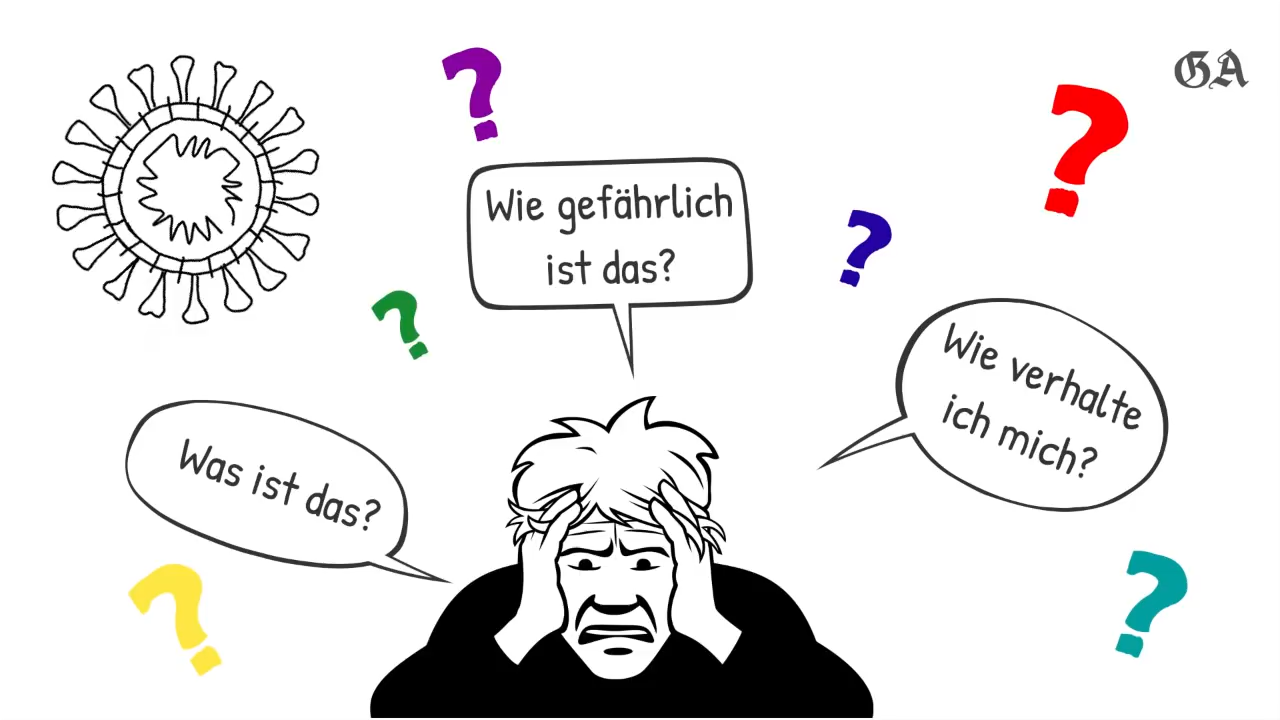 GA
?
?
Wie gefährlich
ist das?
?
?
Wie verhalte
ich mich?
Was ist das?
?
?